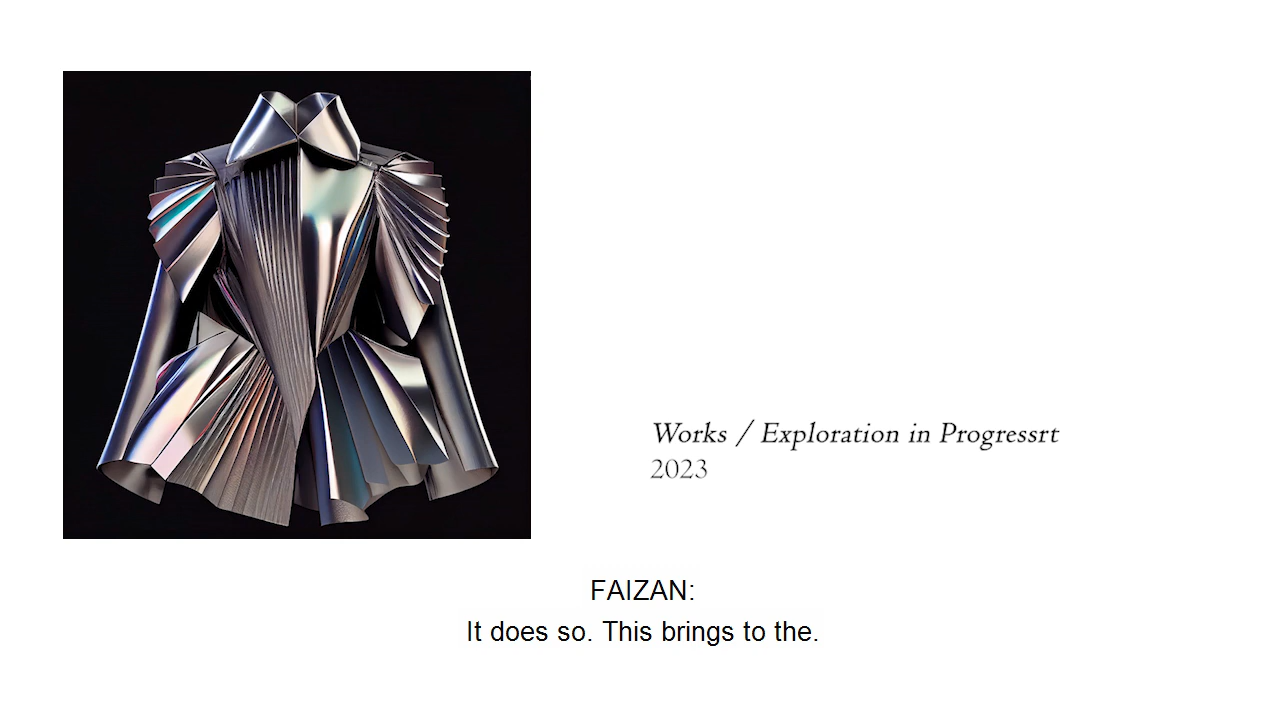 Works / Exploration in Progressrt
2023
FAIZAN:
It does so. This brings to the.